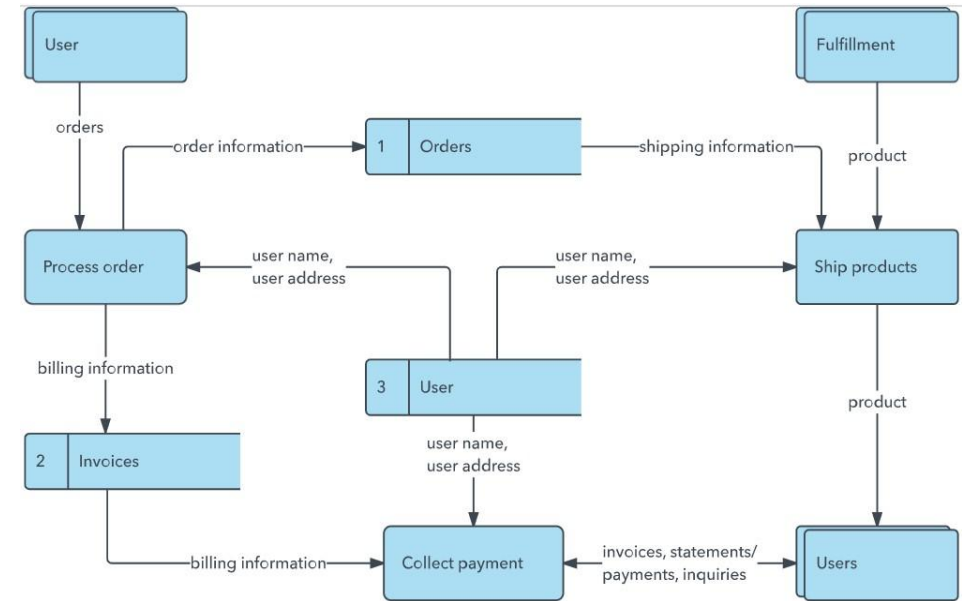 User
Fulfillment
orders
order information
1
Orders
shipping information
product
Process order
user name,
user address
user name,
user address
Ship products
billing information
3
User
product
user name,
user address
2
Invoices
billing information
Collect payment
invoices, statements/
payments, inquiries
Users